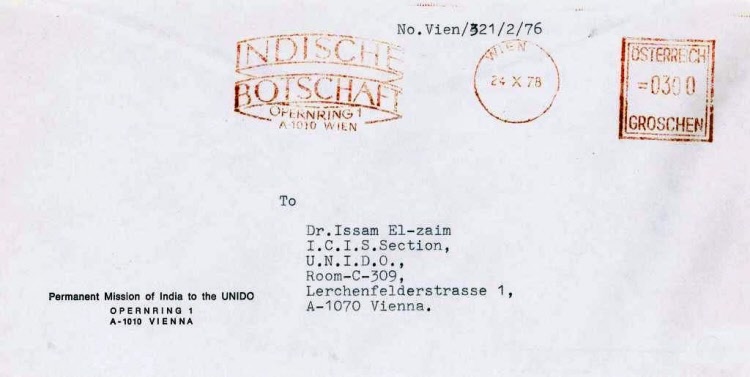 No.Vien/321/2/76
INDISCHE
BOTSCHAFT
OPERNRING 1
A-1010 WIEN
WIEN
24 X 78
ÖSTERREICH
=0300
GROSCHEN
To
Dr.Issam El-zaim
I.C.I.S.Section,
U.N.I.D.O.,
Room-C-309,
Lerchenfelderstrasse 1,
A-1070 Vienna.
Permanent Mission of India to the UNIDO
OPERNRING 1
A-1010 VIENNA